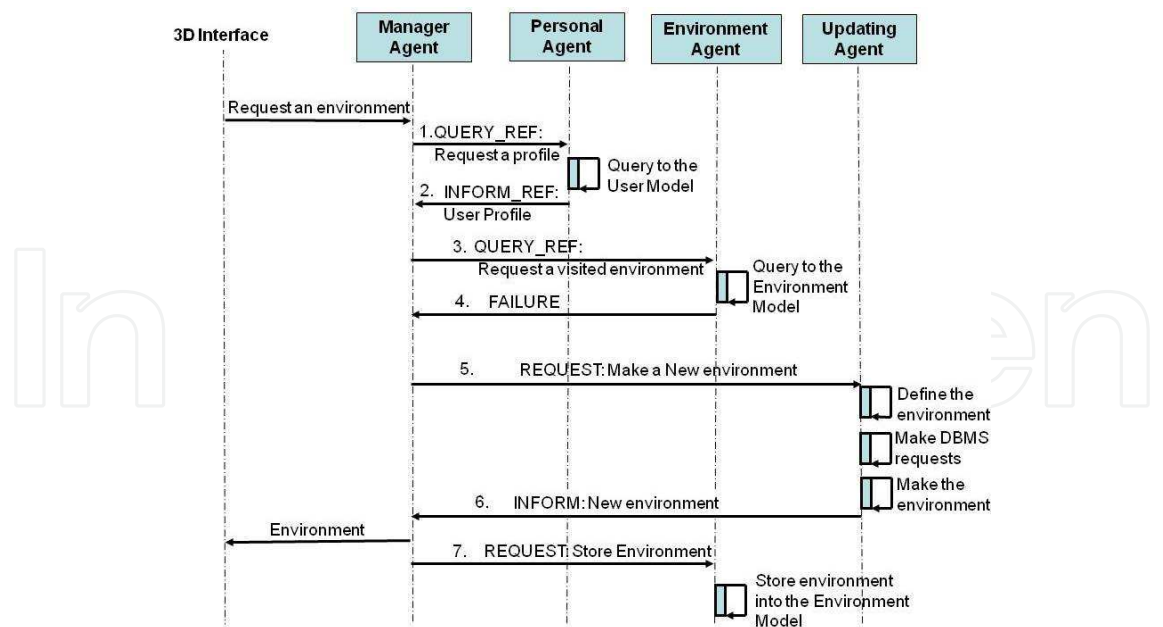 3D Interface
Manager
Agent
Personal
Agent
Environment
Agent
Updating
Agent
Request an environment
1.QUERY_REF:
Request a profile
Query to the
User Model
2. INFORM_REF:
User Profile
3. QUERY_REF:
Request a visited environment
Query to the
Environment
Model
4. FAILURE
In
en
5. REQUEST: Make a New environment
Define the
environment
Make DBMS
requests
Make the
environment
6. INFORM: New environment
Environment
7. REQUEST: Store Environment
Store environment
into the Environment
Model